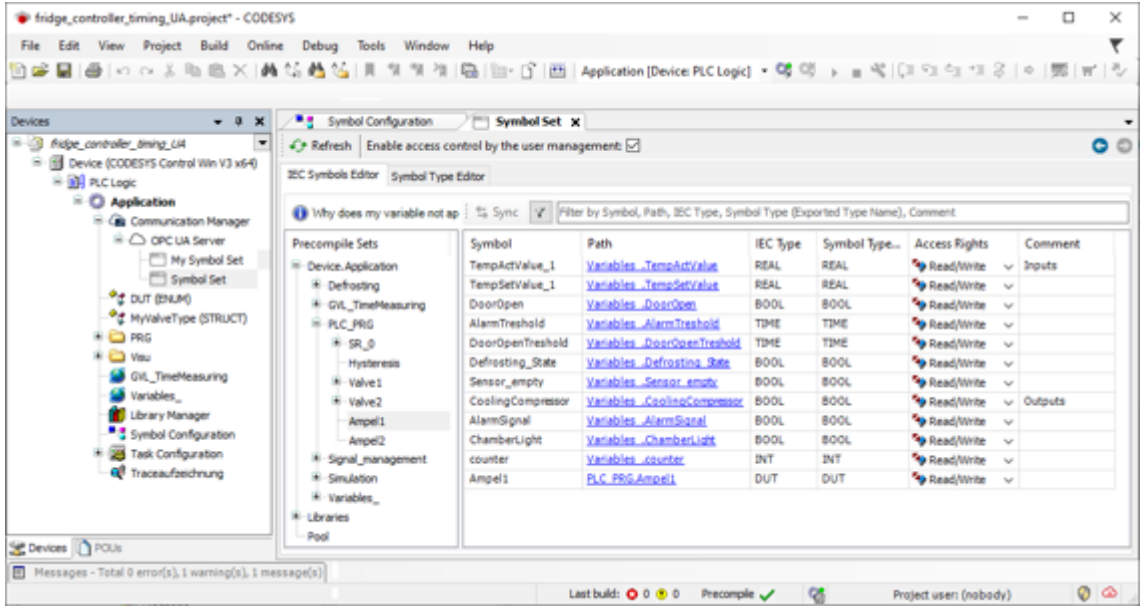 fridge_controller_timing_UA.project* - CODESYS
File Edit View Project Build Online Debug Tools Window Help
Application [Device: PLC Logic]
Devices
Symbol Configuration
Symbol Set
fridge_controller_timing_UA
Device (CODESYS Control Win V3 x64)
PLC Logic
Application
Communication Manager
OPC UA Server
My Symbol Set
Symbol Set
DUT (ENUM)
MyValveType (STRUCT)
PRG
Visu
GVL_TimeMeasuring
Variables_
Library Manager
Symbol Configuration
Task Configuration
Traceaufzeichnung
Devices POUs
Refresh Enable access control by the user management:
IEC Symbols Editor Symbol Type Editor
Why does my variable not ap Sync Filter by Symbol, Path, IEC Type, Symbol Type (Exported Type Name), Comment
Precompile Sets
Device.Application
Defrosting
GVL_TimeMeasuring
PLC_PRG
SR_0
Hysteresis
Valve1
Valve2
Ampel1
Ampel2
Signal_management
Simulation
Variables_
Libraries
Pool
Symbol Path IEC Type Symbol Type... Access Rights Comment
TempActValue_1 Variables_.TempActValue REAL REAL Read/Write Inputs
TempSetValue_1 Variables_.TempSetValue REAL REAL Read/Write
DoorOpen Variables_.DoorOpen BOOL BOOL Read/Write
AlarmTreshold Variables_.AlarmTreshold TIME TIME Read/Write
DoorOpenTreshold Variables_.DoorOpenTreshold TIME TIME Read/Write
Defrosting_State Variables_.Defrosting_State BOOL BOOL Read/Write
Sensor_empty Variables_.Sensor_empty BOOL BOOL Read/Write
CoolingCompressor Variables_.CoolingCompressor BOOL BOOL Read/Write Outputs
AlarmSignal Variables_.AlarmSignal BOOL BOOL Read/Write
ChamberLight Variables_.ChamberLight BOOL BOOL Read/Write
counter Variables_.counter INT INT Read/Write
Ampel1 PLC_PRG.Ampel1 DUT DUT Read/Write
Messages - Total 0 error(s), 1 warning(s), 1 message(s)
Last build: 0 0 Precompile Project user: (nobody)